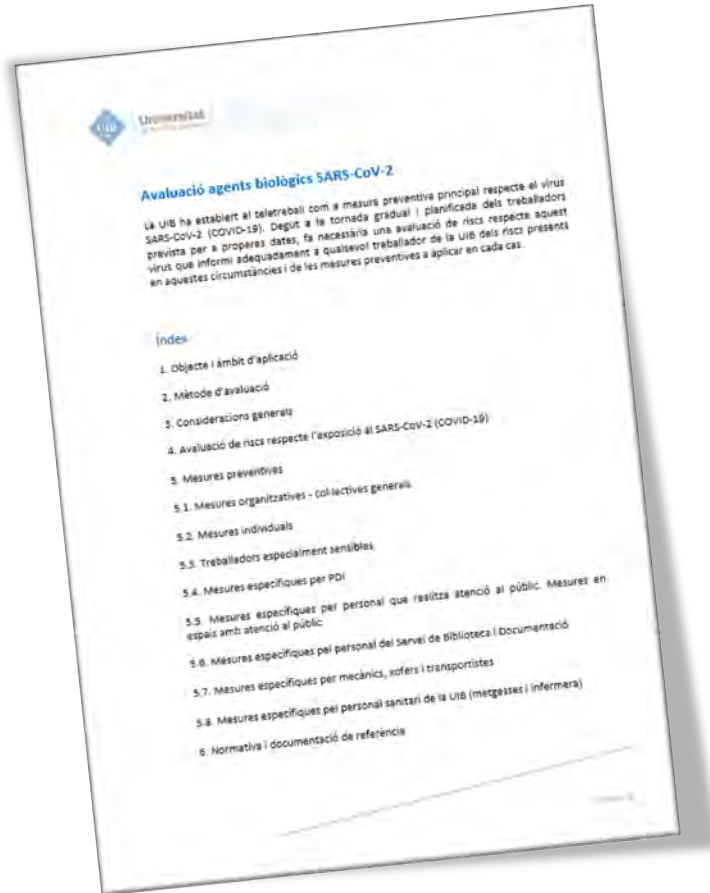 UIB
Universitat
Avaluació agents biològics SARS-CoV-2
La UIB ha establert el teletreball com a mesura preventiva principal respecte el virus
SARS-CoV-2 (COVID-19). Degut a la tornada gradual i planificada dels treballadors
prevista per a properes dates, fa necessària una avaluació de riscs respecte aquest
virus que informi adequadament a qualsevol treballador de la UIB dels riscs presents
en aquestes circumstàncies i de les mesures preventives a aplicar en cada cas.
Índex
1. Objecte i àmbit d'aplicació
2. Mètode d'avaluació
3. Consideracions generals
4. Avaluació de riscs respecte l'exposició al SARS-CoV-2 (COVID-19)
5. Mesures preventives
5.1. Mesures organitzatives - col·lectives generals
5.2. Mesures individuals
5.3. Treballadors especialment sensibles
5.4. Mesures específiques per PDI
5.5. Mesures específiques per personal que realitza atenció al públic. Mesures en
espais amb atenció al públic
5.6. Mesures específiques pel personal del Servei de Biblioteca i Documentació
5.7. Mesures específiques per mecànics, xofers i transportistes
5.8. Mesures específiques pel personal sanitari de la UIB (metgesses i infermera)
6. Normativa i documentació de referència